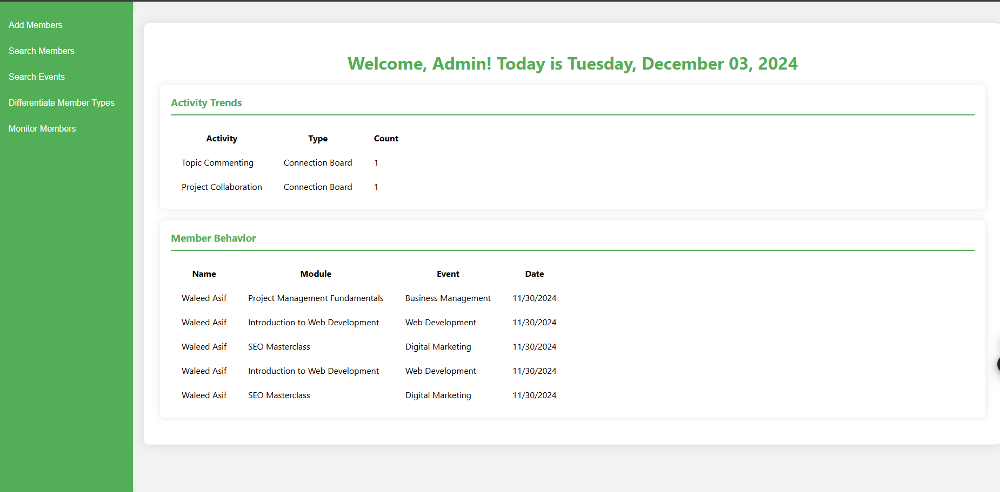 Add Members
Search Members
Search Events
Differentiate Member Types
Monitor Members
Welcome, Admin! Today is Tuesday, December 03, 2024
Activity Trends
Activity Type Count
Topic Commenting Connection Board 1
Project Collaboration Connection Board 1
Member Behavior
Name Module Event Date
Waleed Asif Project Management Fundamentals Business Management 11/30/2024
Waleed Asif Introduction to Web Development Web Development 11/30/2024
Waleed Asif SEO Masterclass Digital Marketing 11/30/2024
Waleed Asif Introduction to Web Development Web Development 11/30/2024
Waleed Asif SEO Masterclass Digital Marketing 11/30/2024